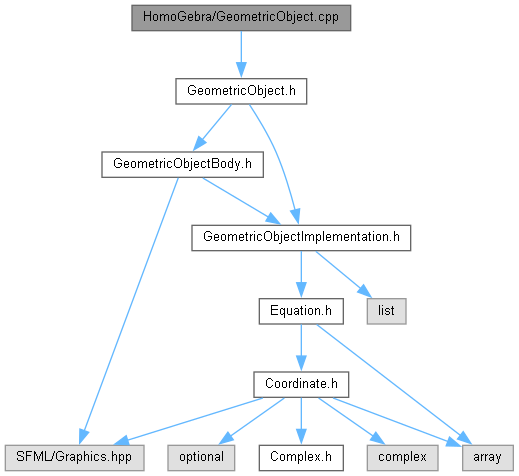 HomoGebra/GeometricObject.cpp
GeometricObject.h
GeometricObjectBody.h
GeometricObjectImplementation.h
Equation.h
list
Coordinate.h
SFML/Graphics.hpp
optional
Complex.h
complex
array